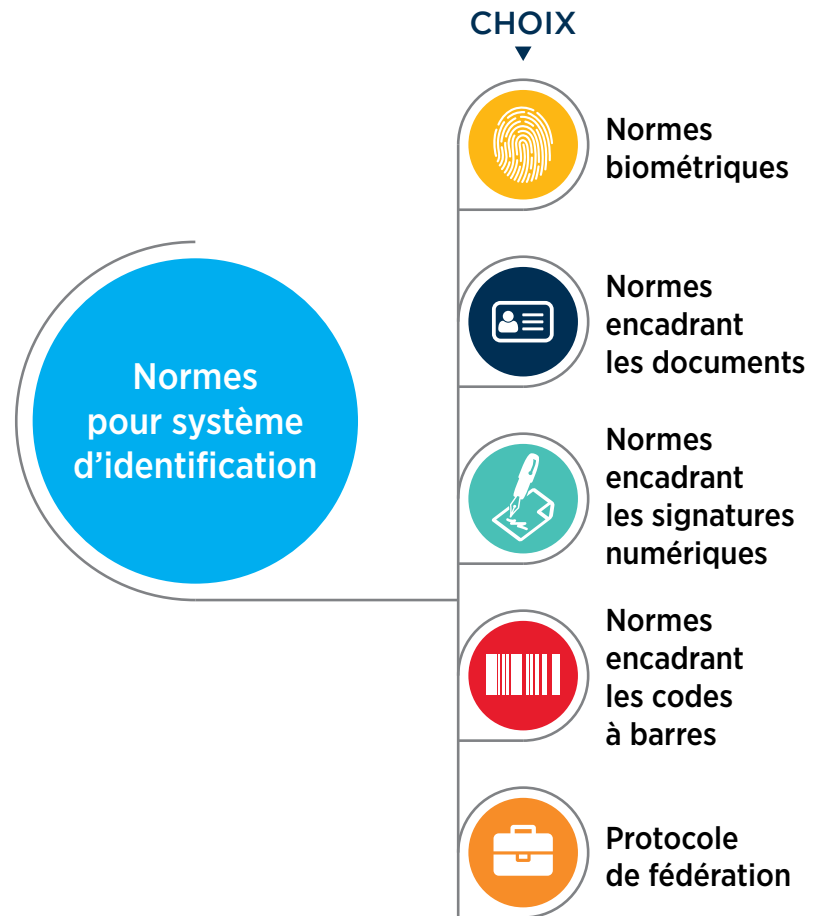 CHOIX
Normes
biométriques
Normes
encadrant
les documents
Normes
pour système
d’identification
Normes
encadrant
les signatures
numériques
Normes
encadrant
les codes
à barres
Protocole
de fédération